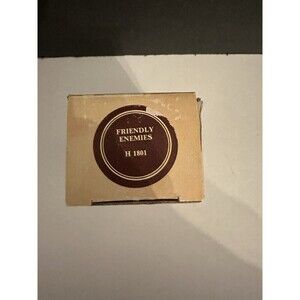 FRIENDLY
ENEMIES
H 1801